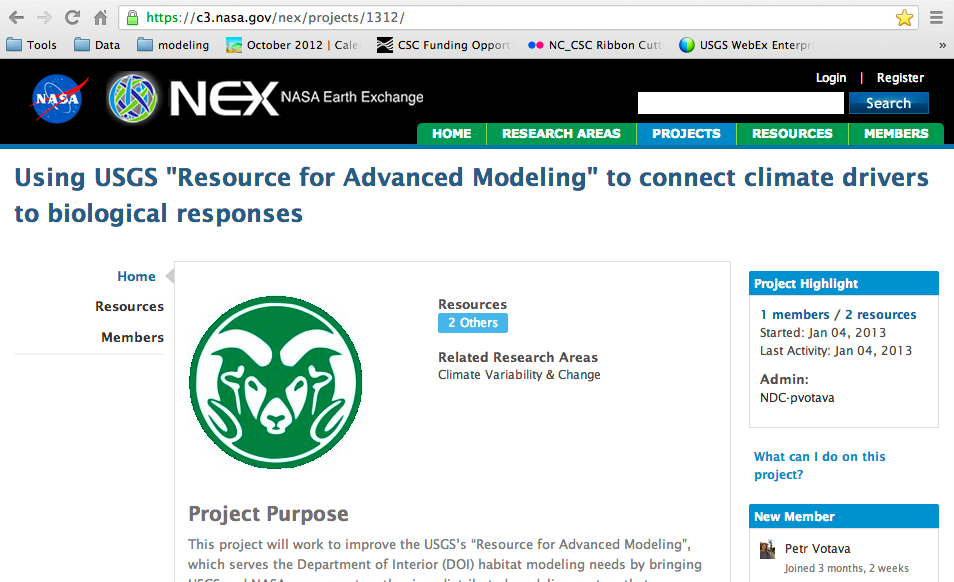 https://c3.nasa.gov/nex/projects/1312/
Tools Data modeling October 2012 | Cale CSC Funding Opport NC_CSC Ribbon Cutt USGS WebEx Enterpri »
Login | Register
NASA NEX NASA Earth Exchange
Search
HOME RESEARCH AREAS PROJECTS RESOURCES MEMBERS
Using USGS "Resource for Advanced Modeling" to connect climate drivers
to biological responses
Home
Resources
Members
Resources
2 Others
Related Research Areas
Climate Variability & Change
Project Purpose
This project will work to improve the USGS's “Resource for Advanced Modeling”,
which serves the Department of Interior (DOI) habitat modeling needs by bringing
Project Highlight
1 members / 2 resources
Started: Jan 04, 2013
Last Activity: Jan 04, 2013
Admin:
NDC-pvotava
What can I do on this
project?
New Member
Petr Votava
Joined 3 months, 2 weeks